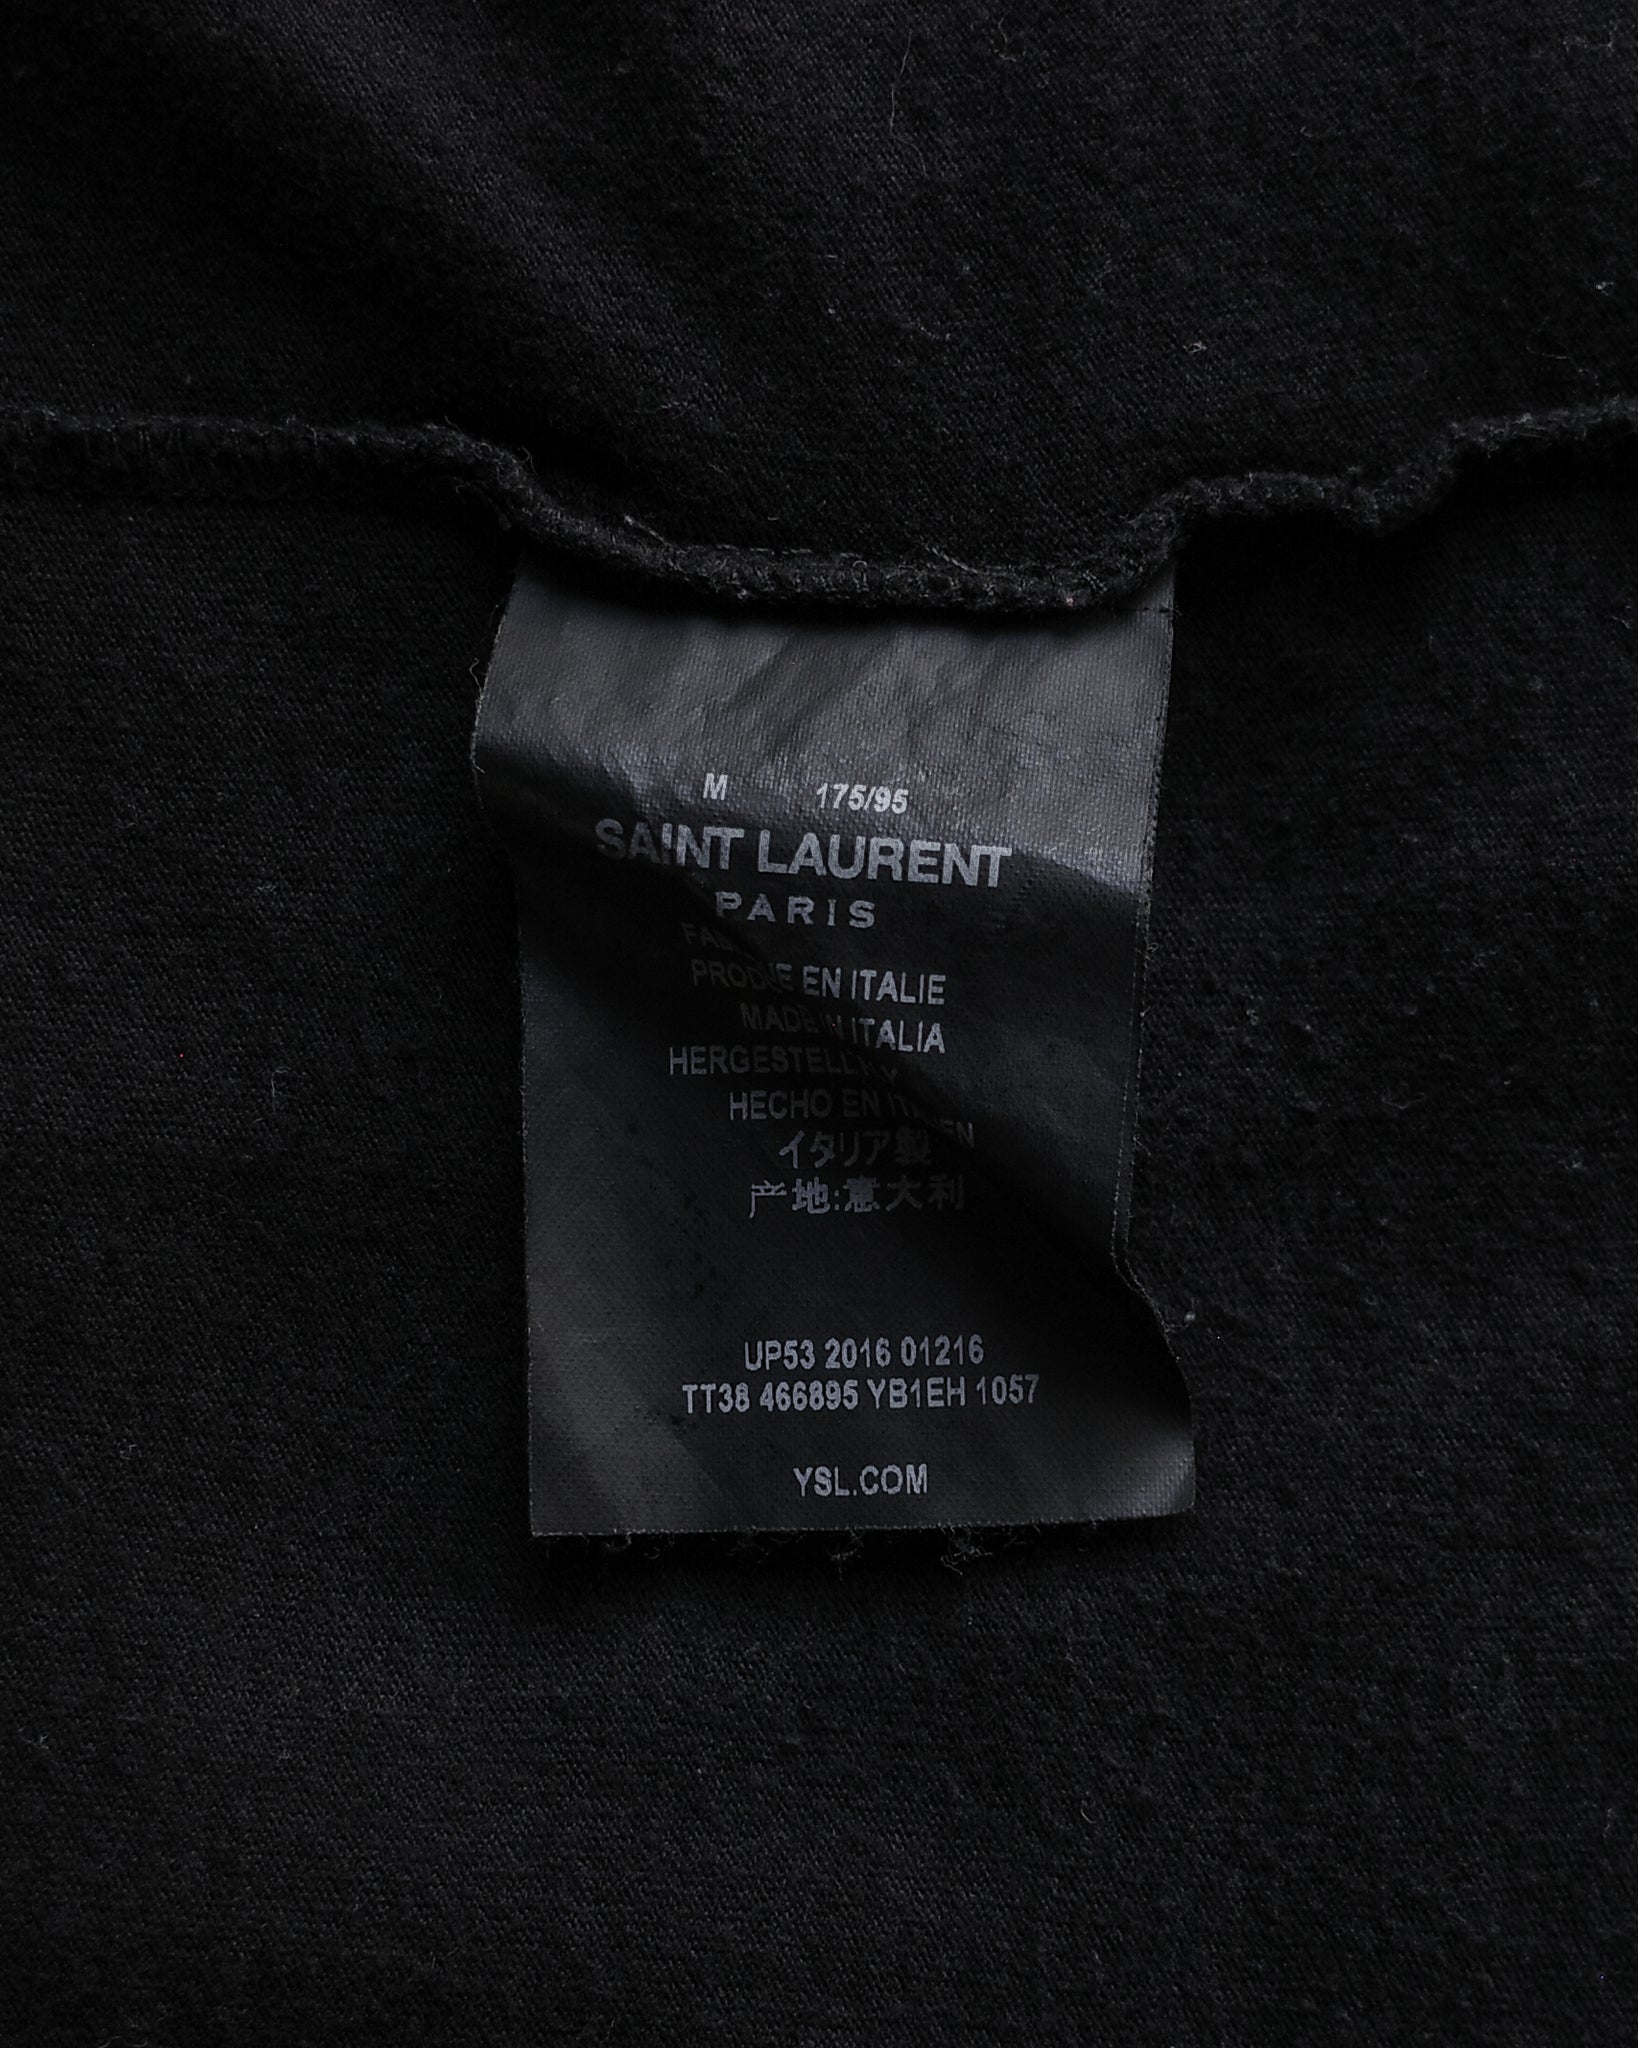 M 175/95
SAINT LAURENT
PARIS
PRODUE EN ITALIE
MADE IN ITALIA
HERGESTELLT
HECHO EN
イタリア製
产地:意大利
UP53 2016 01216
TT38 466895 YB1EH 1057
YSL.COM